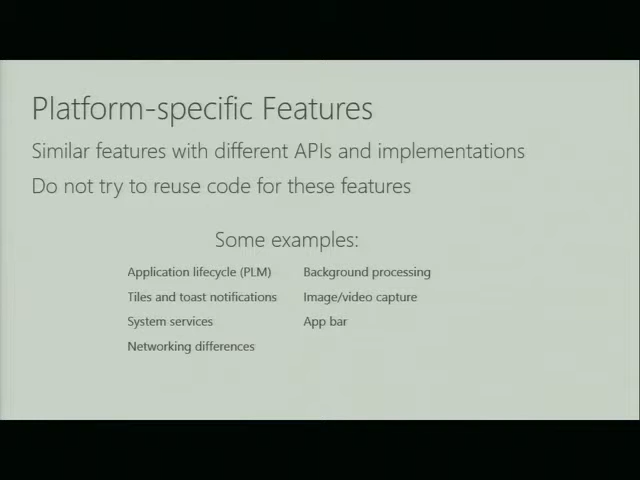 Platform-specific Features
Similar features with different APIs and implementations
Do not try to reuse code for these features
Some examples:
Application lifecycle (PLM)
Tiles and toast notifications
System services
Networking differences
Background processing
Image/video capture
App bar